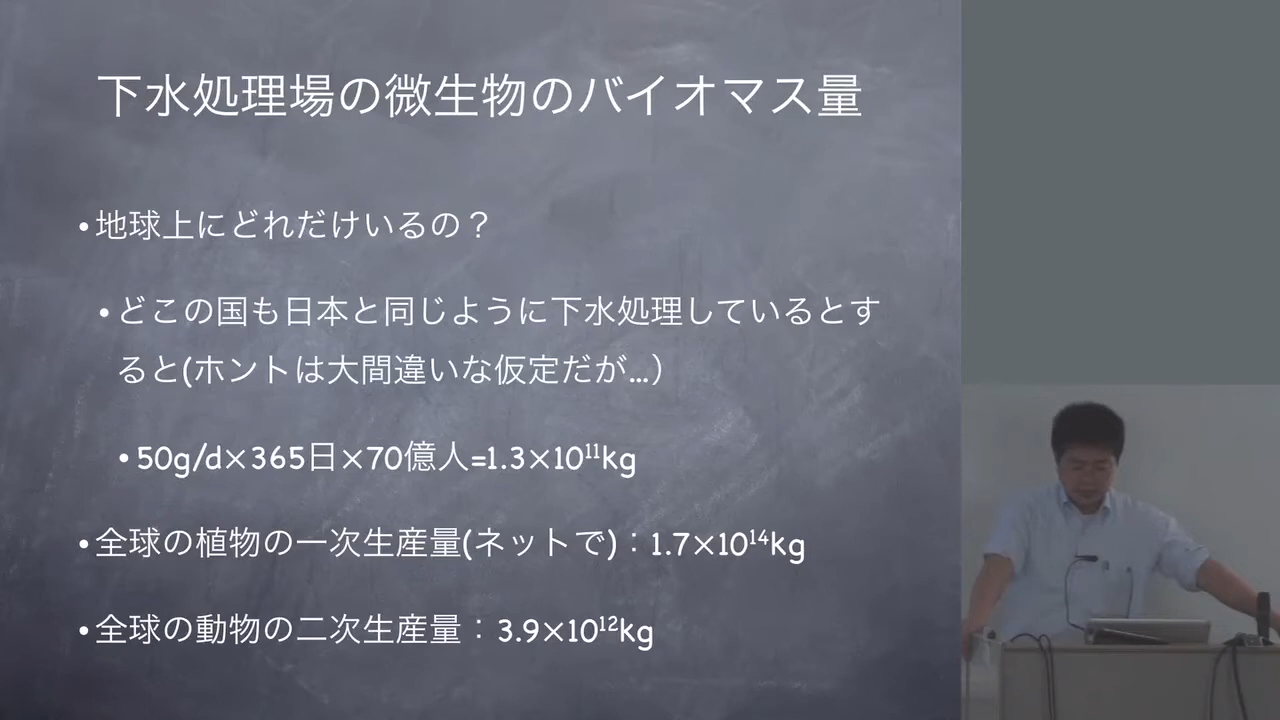 下水処理場の微生物のバイオマス量
•地球上にどれだけいるの？
•どこの国も日本と同じように下水処理しているとす
ると(ホントは大間違いな仮定だが…）
•50g/d×365日×70億人=1.3×10¹¹kg
•全球の植物の一次生産量(ネットで)：1.7×10¹⁴kg
•全球の動物の二次生産量：3.9×10¹²kg